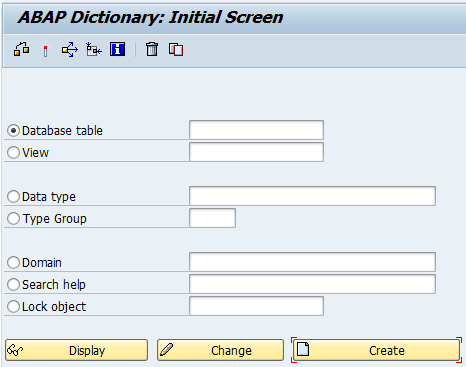 ABAP Dictionary: Initial Screen
Database table
View
Data type
Type Group
Domain
Search help
Lock object
Display Change Create